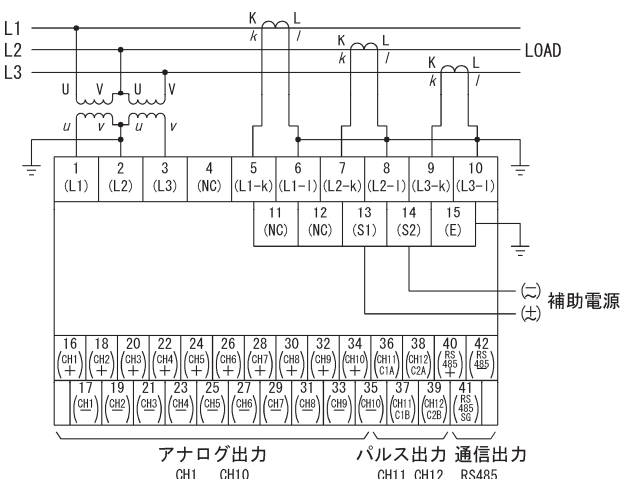 L1
L2
L3
K L
k l
K L
k l
K L
k l
LOAD
U V U V
u v u v
1 (L1)
2 (L2)
3 (L3)
4 (NC)
5 (L1-k)
6 (L1-l)
7 (L2-k)
8 (L2-l)
9 (L3-k)
10 (L3-l)
11 (NC)
12 (NC)
13 (S1)
14 (S2)
15 (E)
(−~)
補助電源
(+~)
16 (CH1 +)
18 (CH2 +)
20 (CH3 +)
22 (CH4 +)
24 (CH5 +)
26 (CH6 +)
28 (CH7 +)
30 (CH8 +)
32 (CH9 +)
34 (CH10 +)
36 (CH11 C1A)
38 (CH12 C2A)
40 (RS 485 +)
42 (RS 485 −)
17 (CH1 −)
19 (CH2 −)
21 (CH3 −)
23 (CH4 −)
25 (CH5 −)
27 (CH6 −)
29 (CH7 −)
31 (CH8 −)
33 (CH9 −)
35 (CH10 −)
37 (CH11 C1B)
39 (CH12 C2B)
41 (RS 485 SG)
アナログ出力 パルス出力 通信出力
CH1 CH10 CH11 CH12 RS485